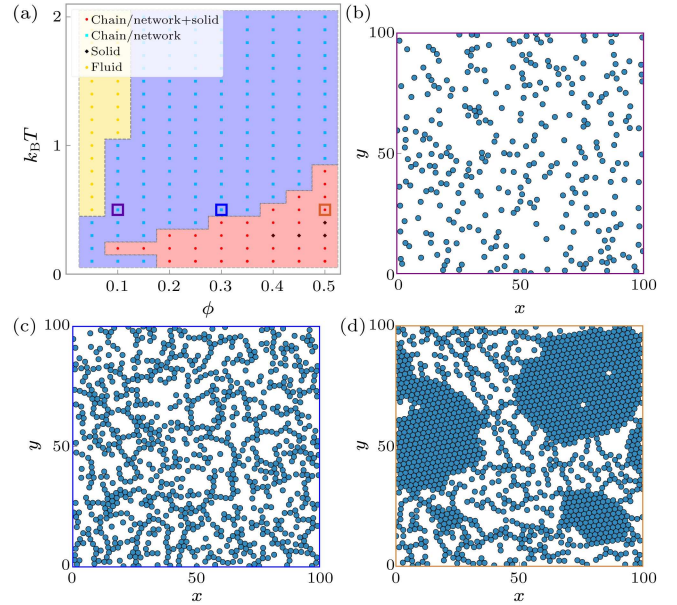 (a)
2
1
0
k_B T
Chain/network+solid
Chain/network
Solid
Fluid
0.1 0.2 0.3 0.4 0.5
ϕ
(b)
100
50
0
y
0 50 100
x
(c)
100
50
0
y
0 50 100
x
(d)
100
50
0
y
0 50 100
x